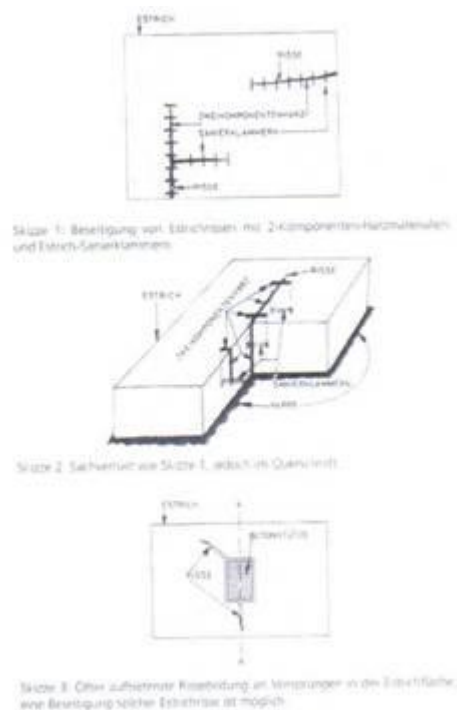 ESTRICH
RISSE
ZWEIKOMPONENTENHARZ
SANIERKLAMMERN
RISSE
Skizze 1: Beseitigung von Estrichrissen mit 2-Komponenten-Harzmaterialien
und Estrich-Sanierklammern
RISSE
ESTRICH
ZWEIKOMPONENTENHARZ
SANIERKLAMMERN
Skizze 2: Sachverhalt wie Skizze 1, jedoch im Querschnitt
ESTRICH
RISSE
Skizze 3: Öfter auftretende Rissebildung an Vorsprüngen in der Estrichfläche,
eine Beseitigung solcher Estrichrisse ist möglich